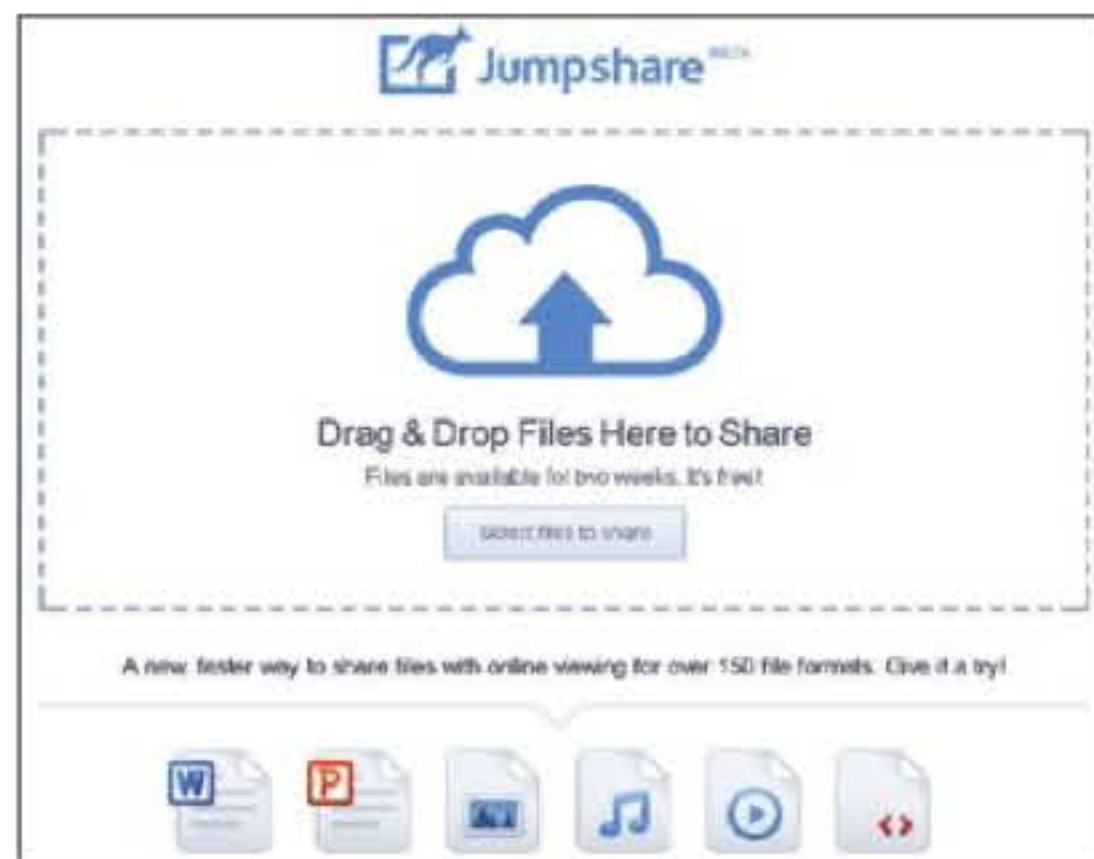 Jumpshare BETA
Drag & Drop Files Here to Share
Files are available for two weeks. It's free!
Select files to share
A new, faster way to share files with online viewing for over 150 file formats. Give it a try!
W P